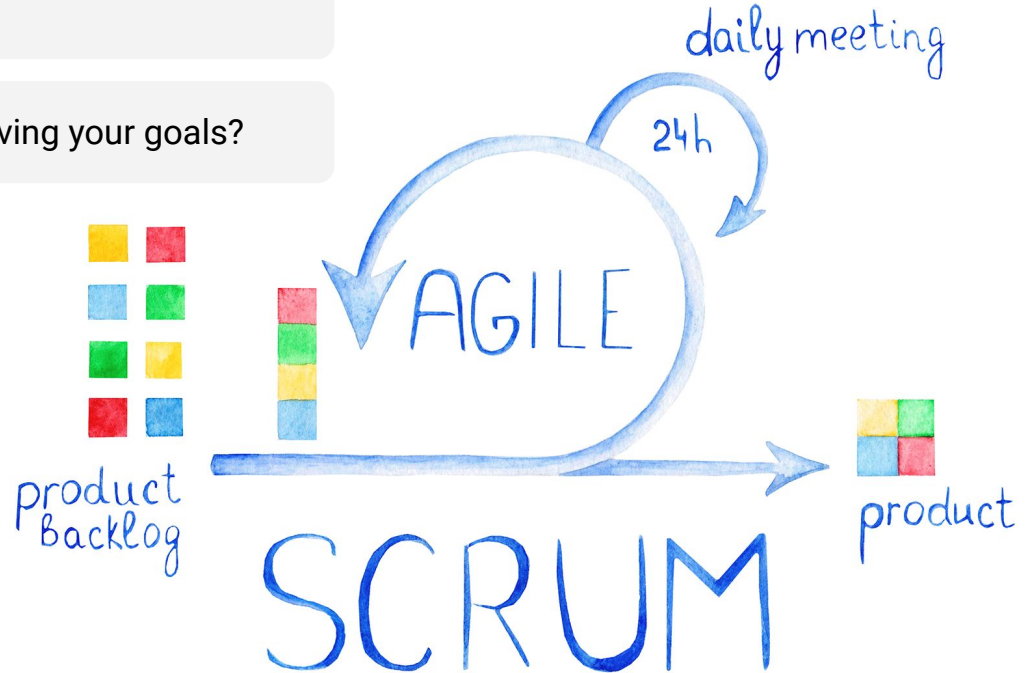 daily meeting
ving your goals?
24h
AGILE
product
backlog
product
SCRUM